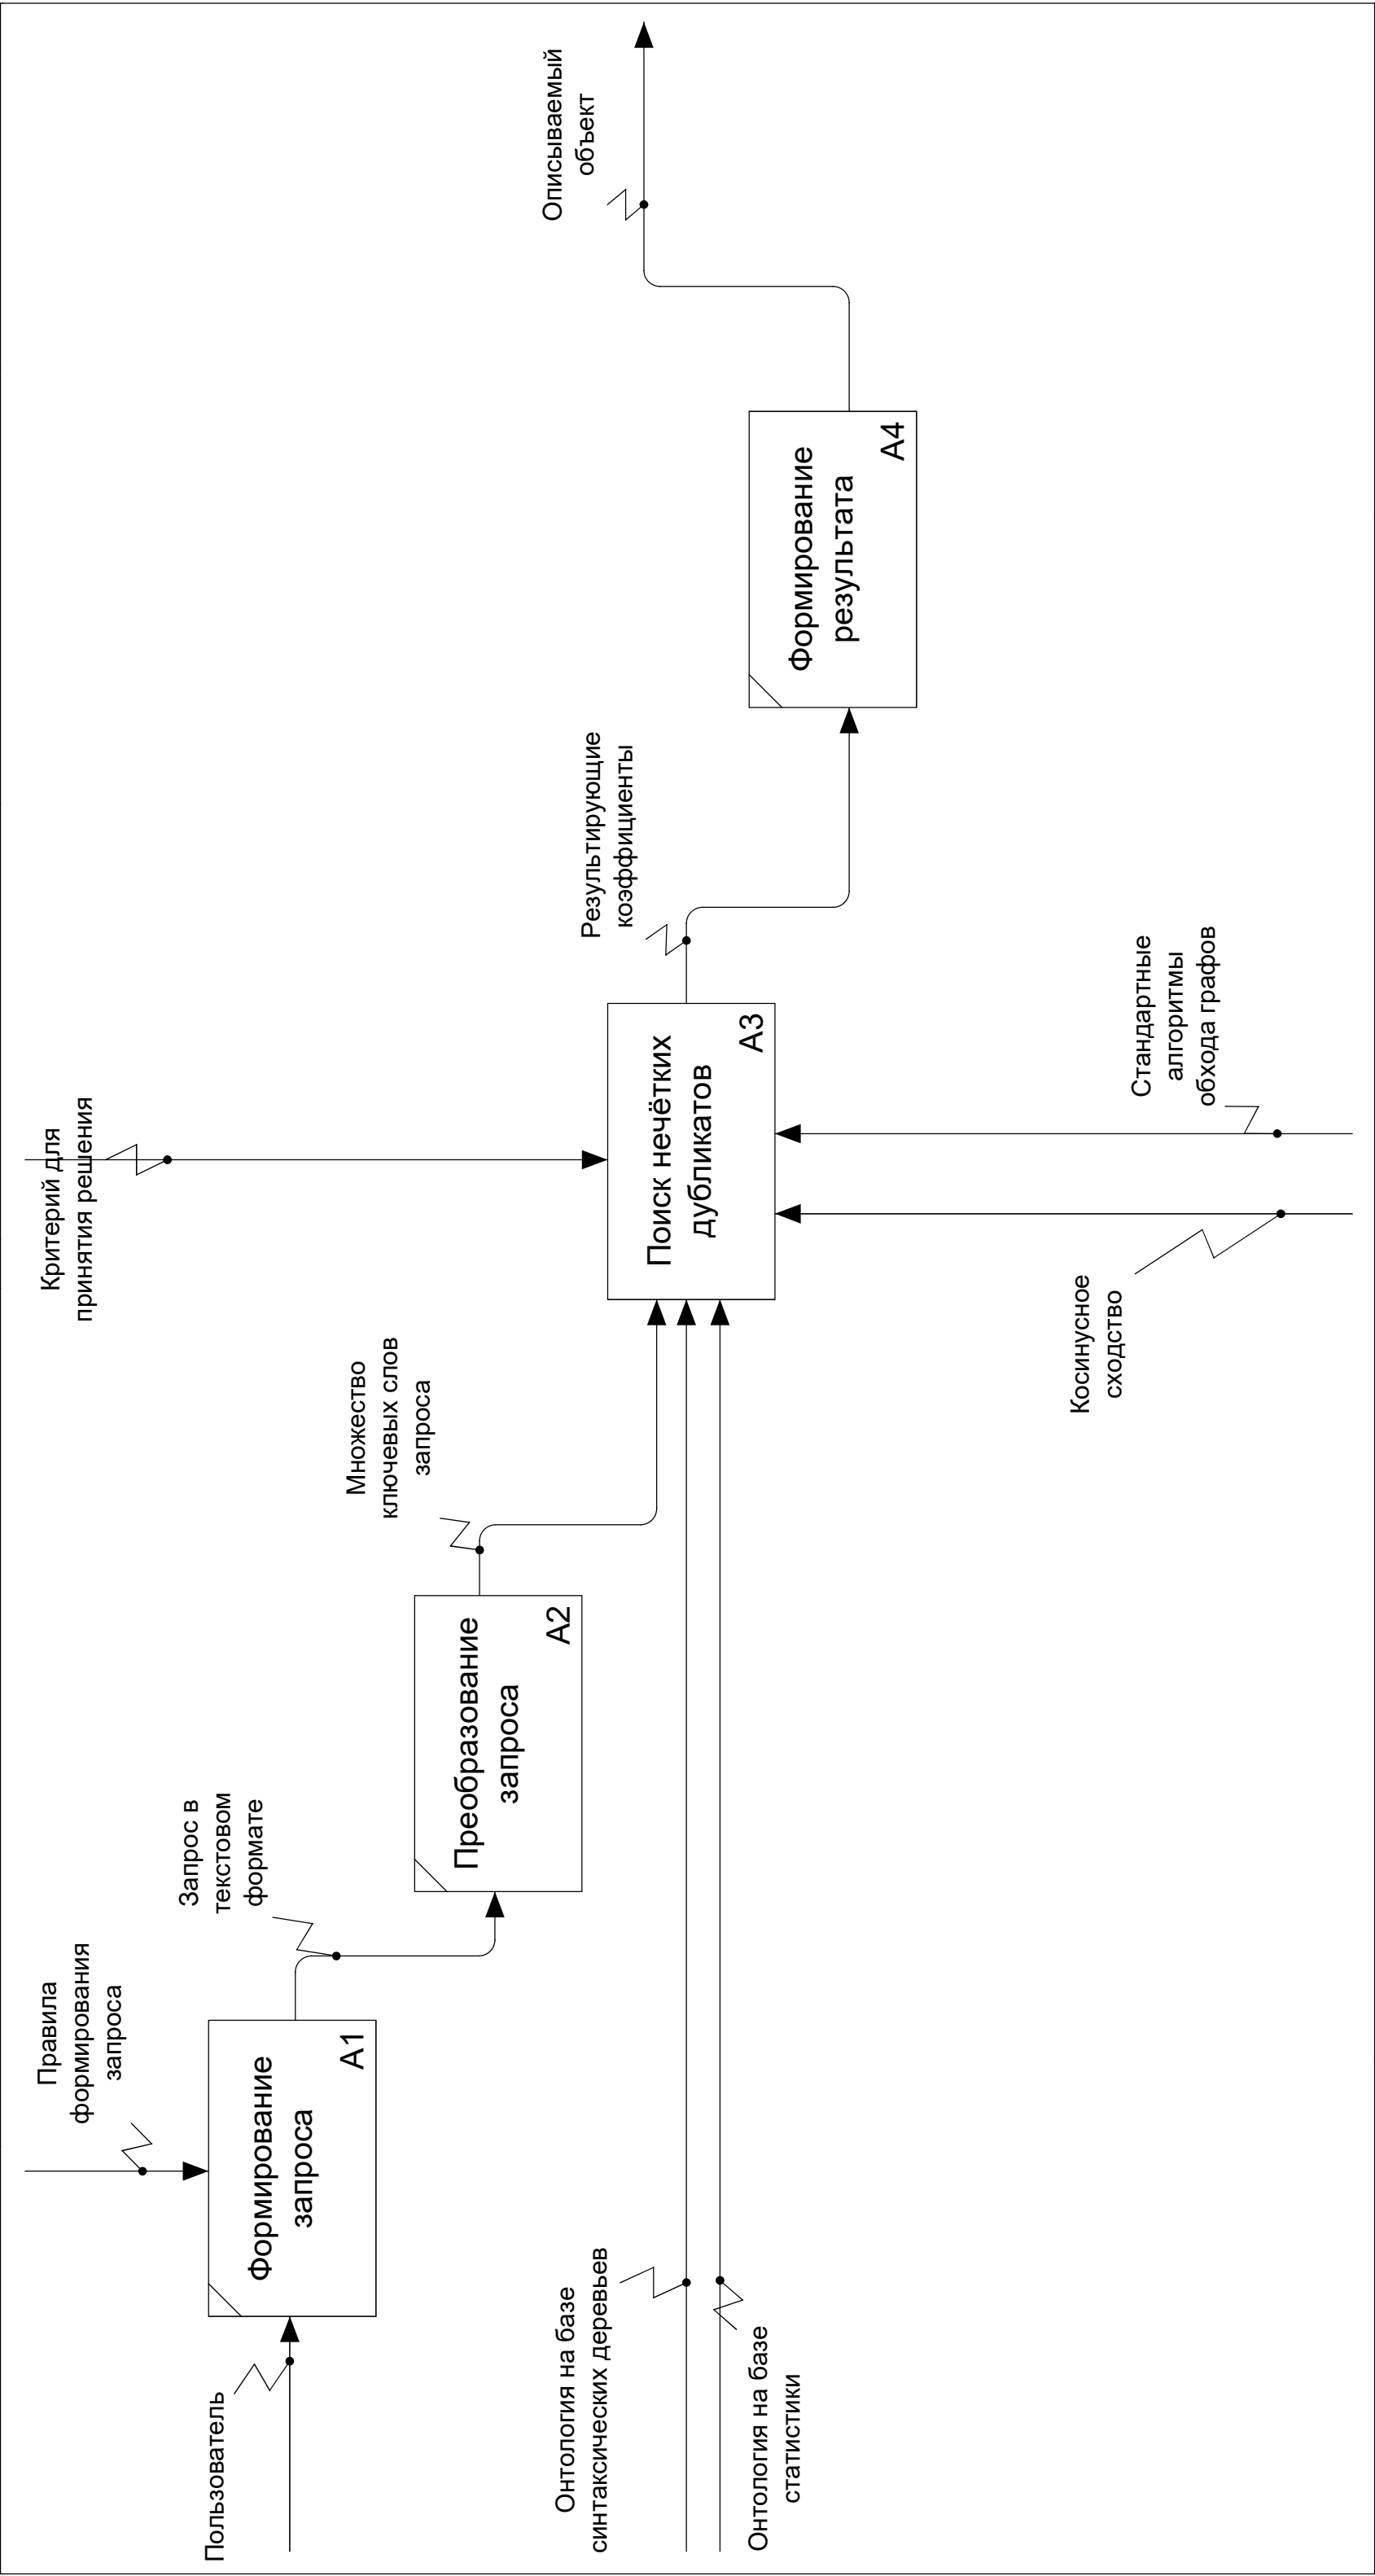 Пользователь
Правила
формирования
запроса
Формирование
запроса
A1
Запрос в
текстовом
формате
Преобразование
запроса
A2
Множество
ключевых слов
запроса
Критерий для
принятия решения
Поиск нечётких
дубликатов
A3
Результирующие
коэффициенты
Формирование
результата
A4
Описываемый
объект
Онтология на базе
синтаксических деревьев
Онтология на базе
статистики
Косинусное
сходство
Стандартные
алгоритмы
обхода графов